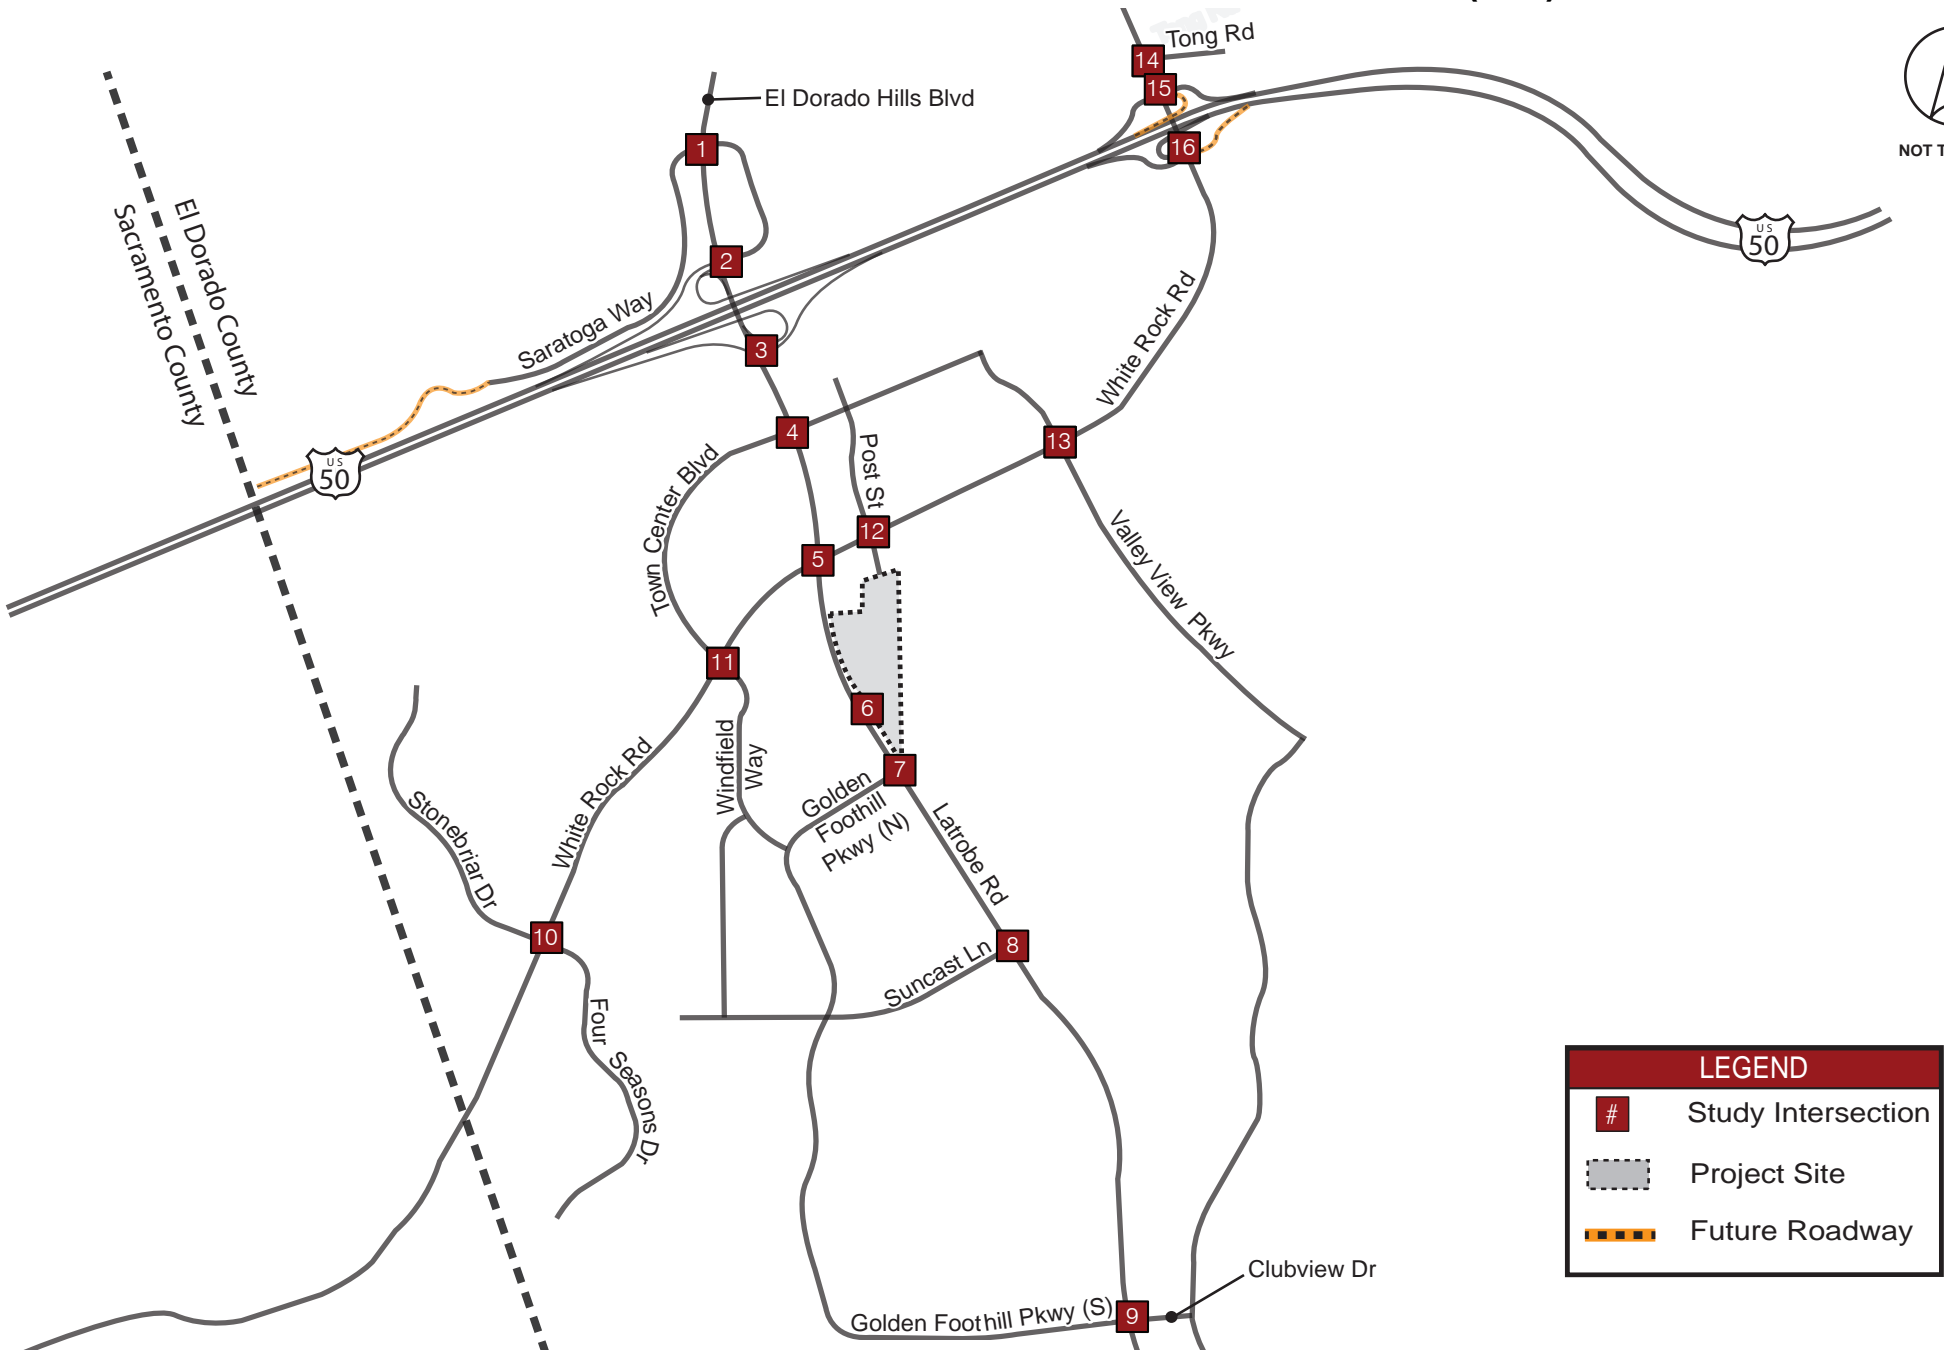 Tong Rd
14
15
El Dorado Hills Blvd
1
16
NOT T
El Dorado County
Sacramento County
US
50
2
White Rock Rd
Saratoga Way
3
4
Post St
13
US
50
Town Center Blvd
12
Valley View Pkwy
5
11
6
Windfield
Way
7
Golden
Foothill
Pkwy (N)
White Rock Rd
Stonebriar Dr
Latrobe Rd
10
8
Suncast Ln
Four Seasons Dr
LEGEND
#
Study Intersection
Project Site
Future Roadway
Clubview Dr
Golden Foothill Pkwy (S)
9